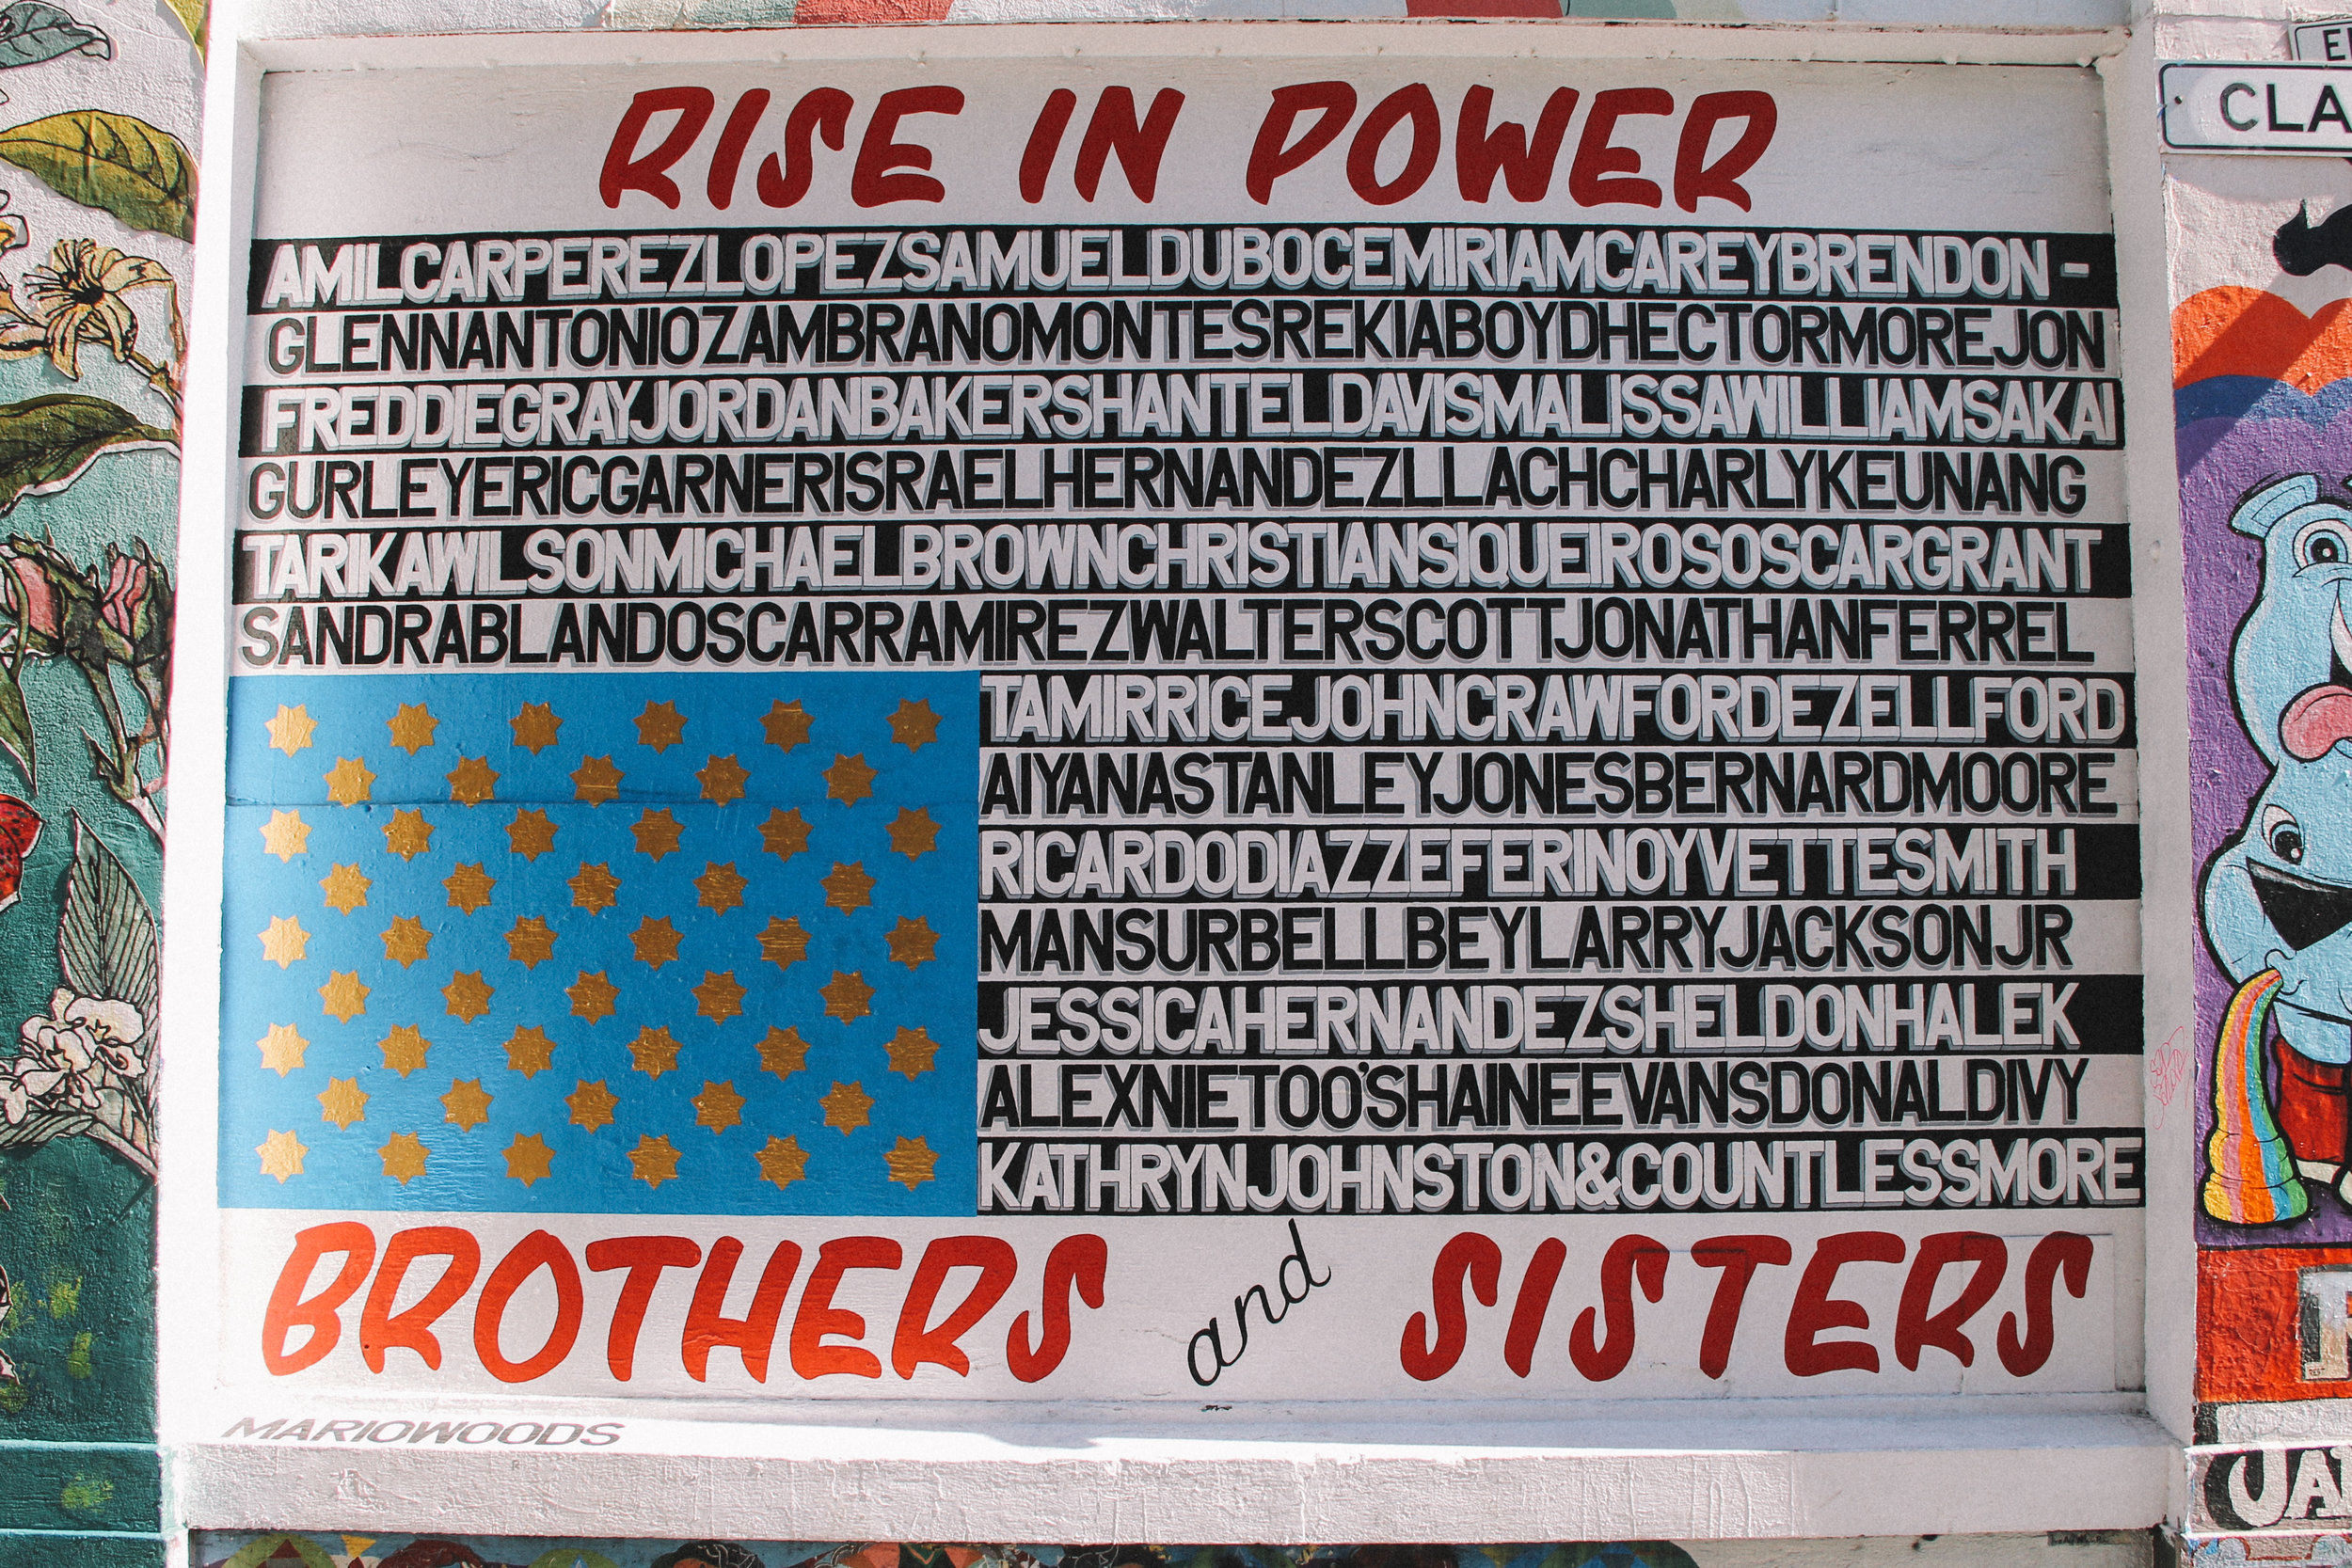 RISE IN POWER
AMILCARPEREZLOPEZSAMUELDUBOCEMIRIAMCAREYBRENDON-
GLENNANTONIOZAMBRANOMONTESREKIABOYDHECTORMOREJON
FREDDIEGRAYJORDANBAKERSHANTELDAVISMALISSAWILLIAMSAKAI
GURLEYERICGARNERISRAELHERNANDEZLLACHCHARLYKEUNANG
TARIKAWILSONMICHAELBROWNCHRISTIANSIQUEIROSOSCARGRANT
SANDRABLANDOSCARRAMIREZWALTERSCOTTJONATHANFERREL
TAMIRRICEJOHNCRAWFORDEZELLFORD
AIYANASTANLEYJONESBERNARDMOORE
RICARDODIAZZEFERINOYVETTESMITH
MANSURBELLBEYLARRYJACKSONJR
JESSICAHERNANDEZSHELDONHALEK
ALEXNIETOO'SHAINEEVANSDONALDIVY
KATHRYNJOHNSTON&COUNTLESSMORE
BROTHERS and SISTERS
MARIOWOODS
CLA
JA